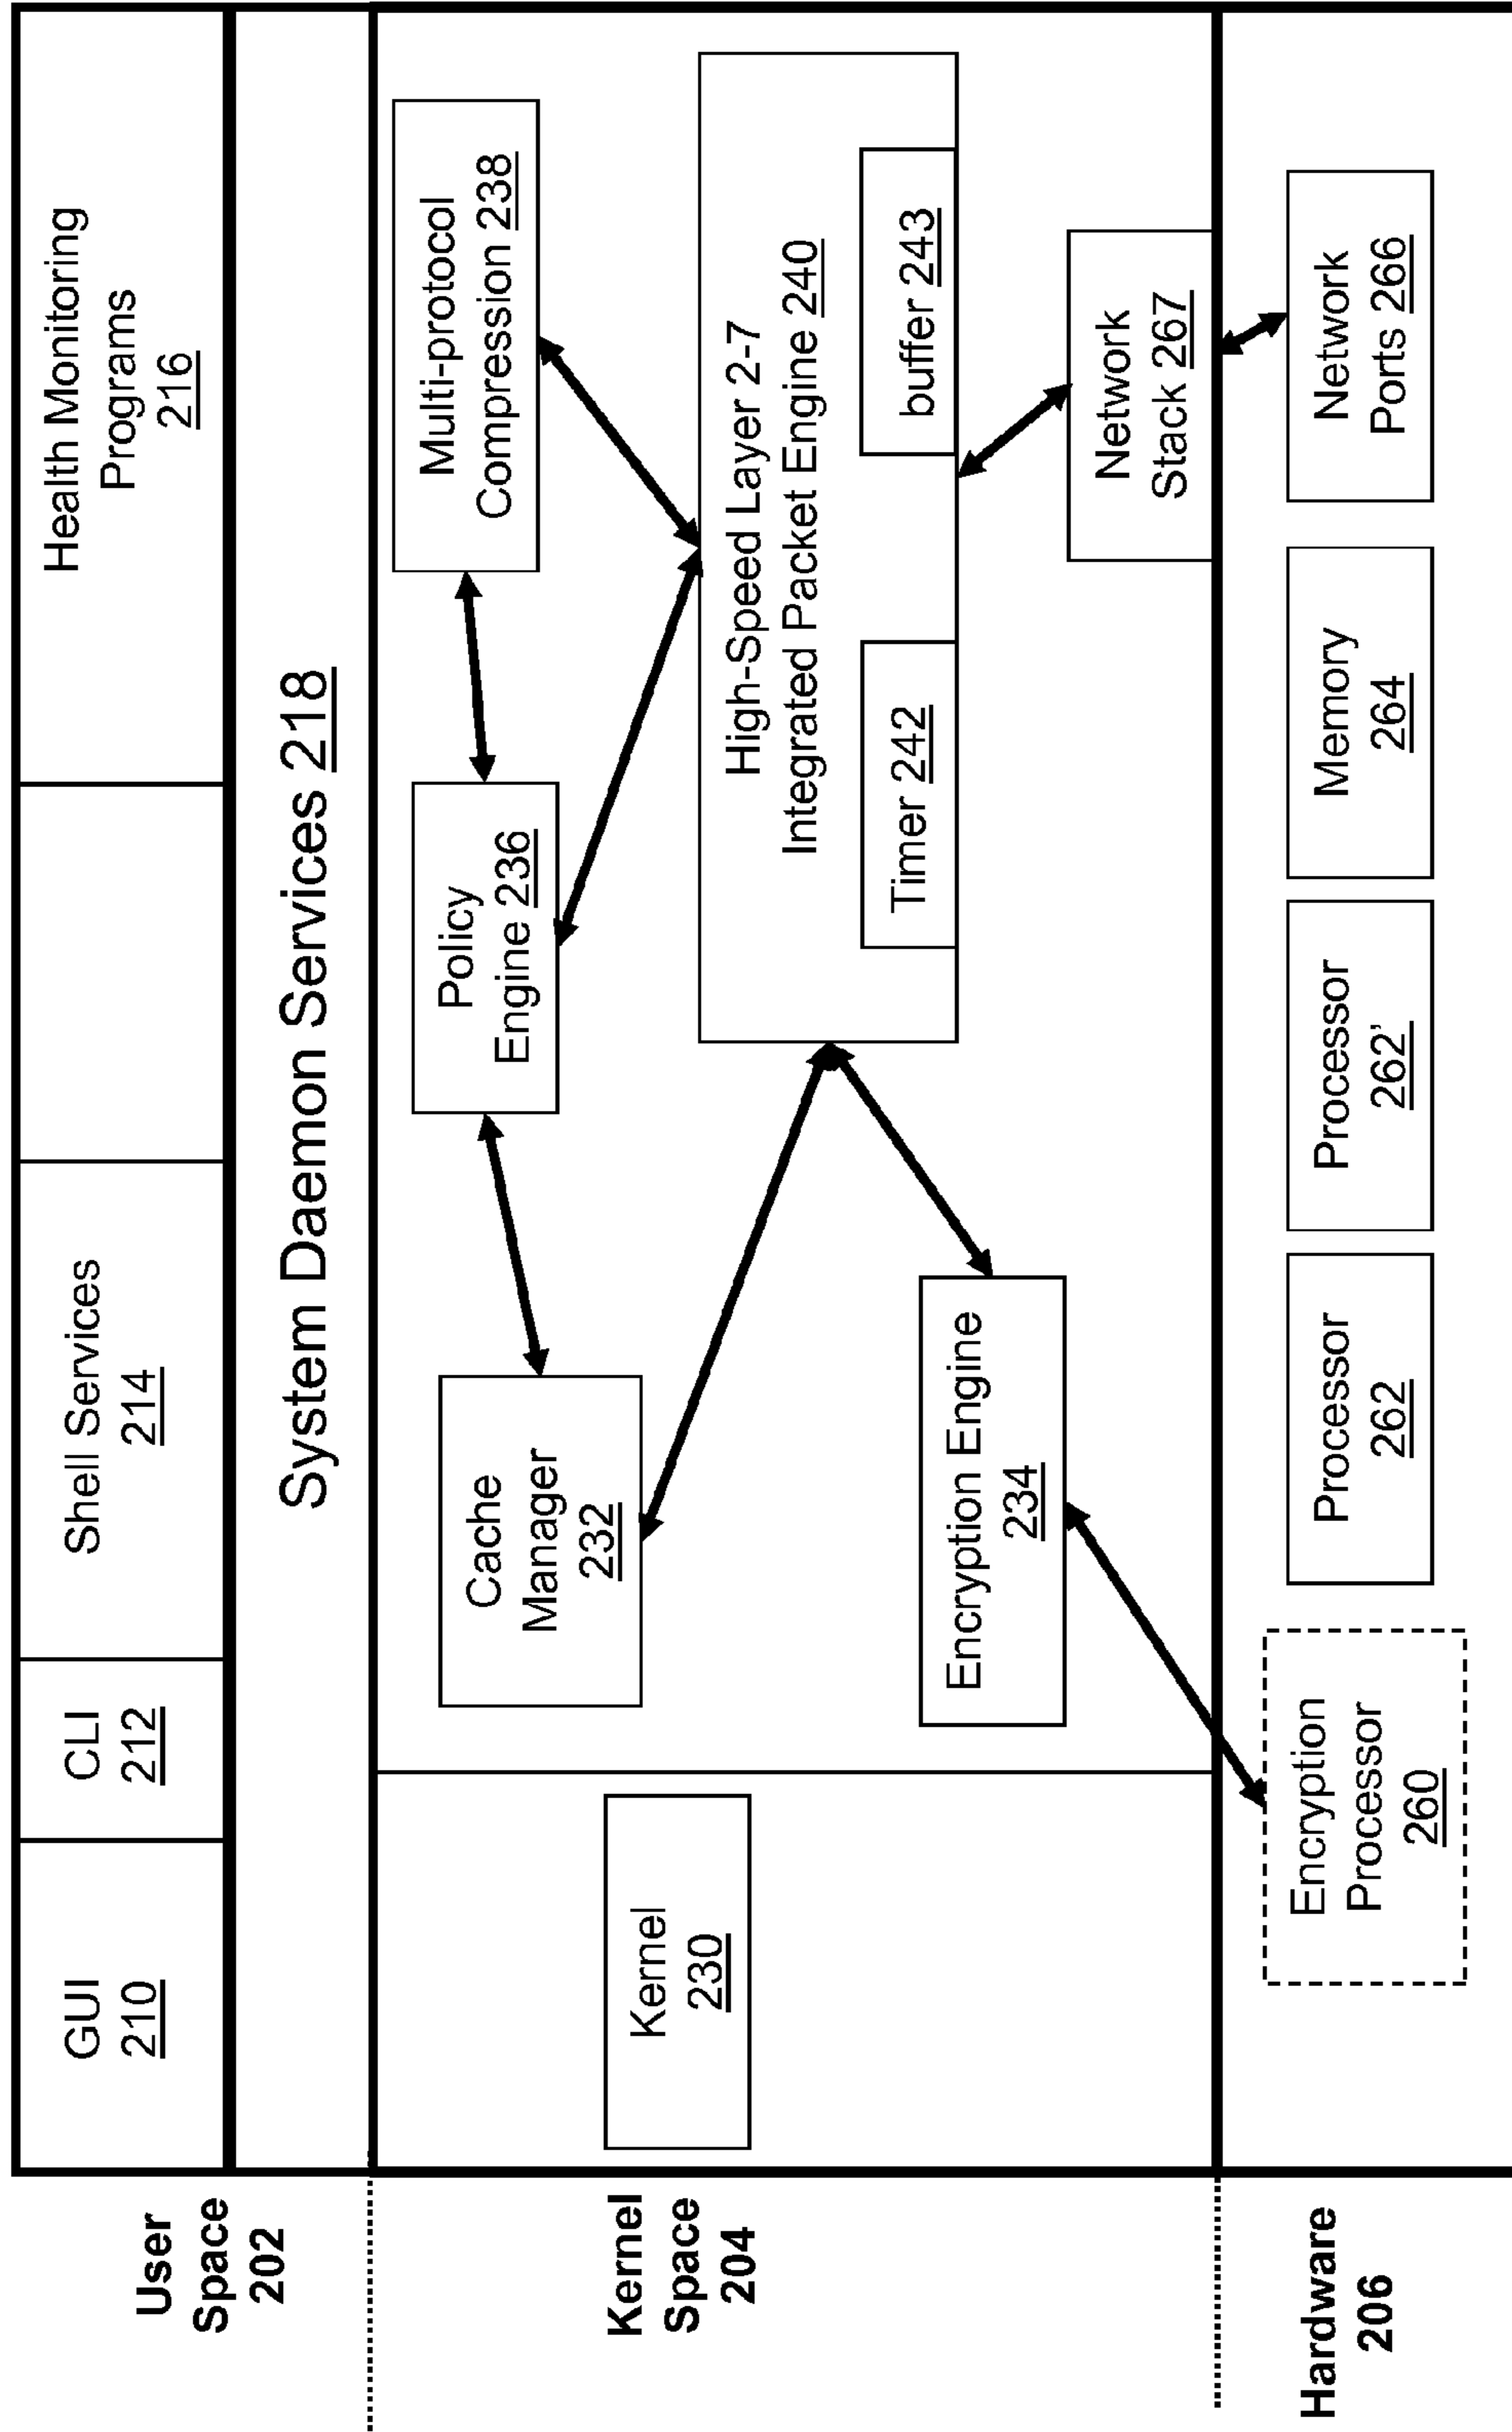 User
Space
202
GUI
210
CLI
212
Shell Services
214
Health Monitoring
Programs
216
System Daemon Services 218
Kernel
Space
204
Kernel
230
Cache
Manager
232
Policy
Engine 236
Multi-protocol
Compression 238
High-Speed Layer 2-7
Integrated Packet Engine 240
Timer 242
buffer 243
Encryption Engine
234
Network
Stack 267
Hardware
206
Encryption
Processor
260
Processor
262
Processor
262’
Memory
264
Network
Ports 266